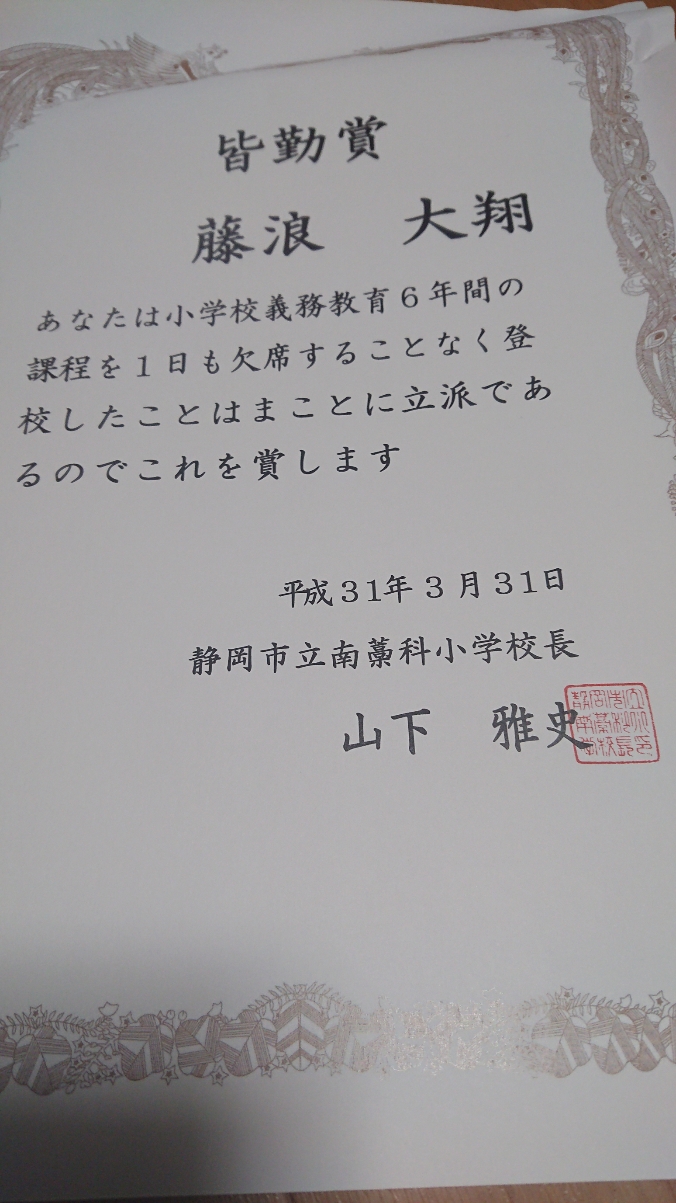 皆勤賞
藤浪 大翔
あなたは小学校義務教育6年間の
課程を1日も欠席することなく登
校したことはまことに立派であ
るのでこれを賞します
平成31年3月31日
静岡市立南藁科小学校長
山下 雅史